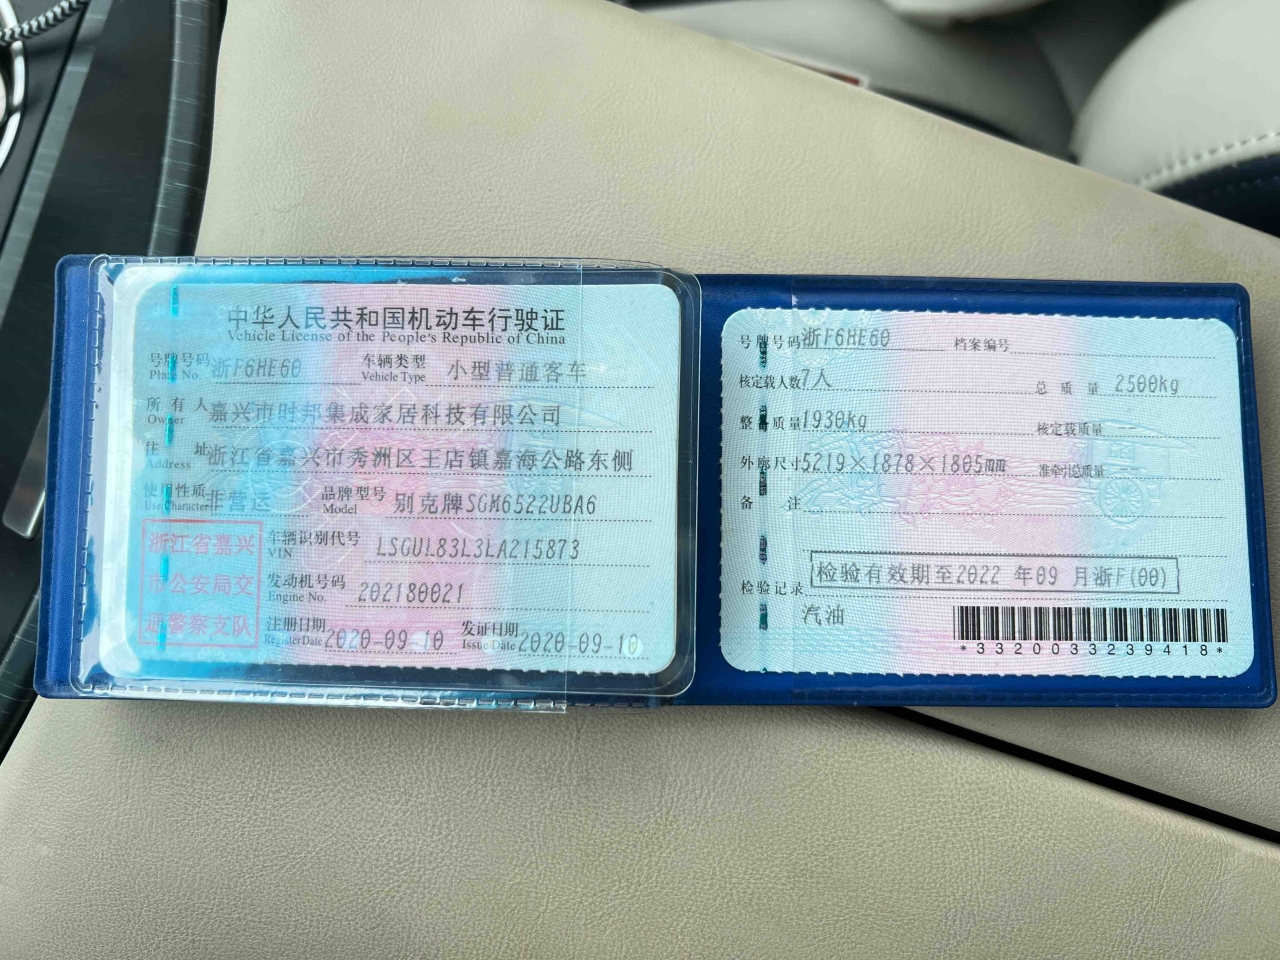 中华人民共和国机动车行驶证
Vehicle License of the People's Republic of China
号牌号码 浙F6HE60 车辆类型 小型普通客车
Plate No. Vehicle Type
所有人 嘉兴市时邦集成家居科技有限公司
Owner
住址 浙江省嘉兴市秀洲区王店镇嘉海公路东侧
Address
使用性质 非营运 品牌型号 别克牌SGM6522UBA6
Use Character Model
浙江省嘉兴
市公安局交
通警察支队
车辆识别代号 LSGUL83L3LA215873
VIN
发动机号码 202180021
Engine No.
注册日期 2020-09-10 发证日期 2020-09-10
Register Date Issue Date
号牌号码 浙F6HE60 档案编号
核定载人数 7人 总质量 2500kg
整备质量 1930kg 核定载质量 --
外廓尺寸 5219×1878×1805mm 准牵引总质量 --
备注
检验记录 检验有效期至2022 年09 月浙F(00)
汽油
*3320033239418*